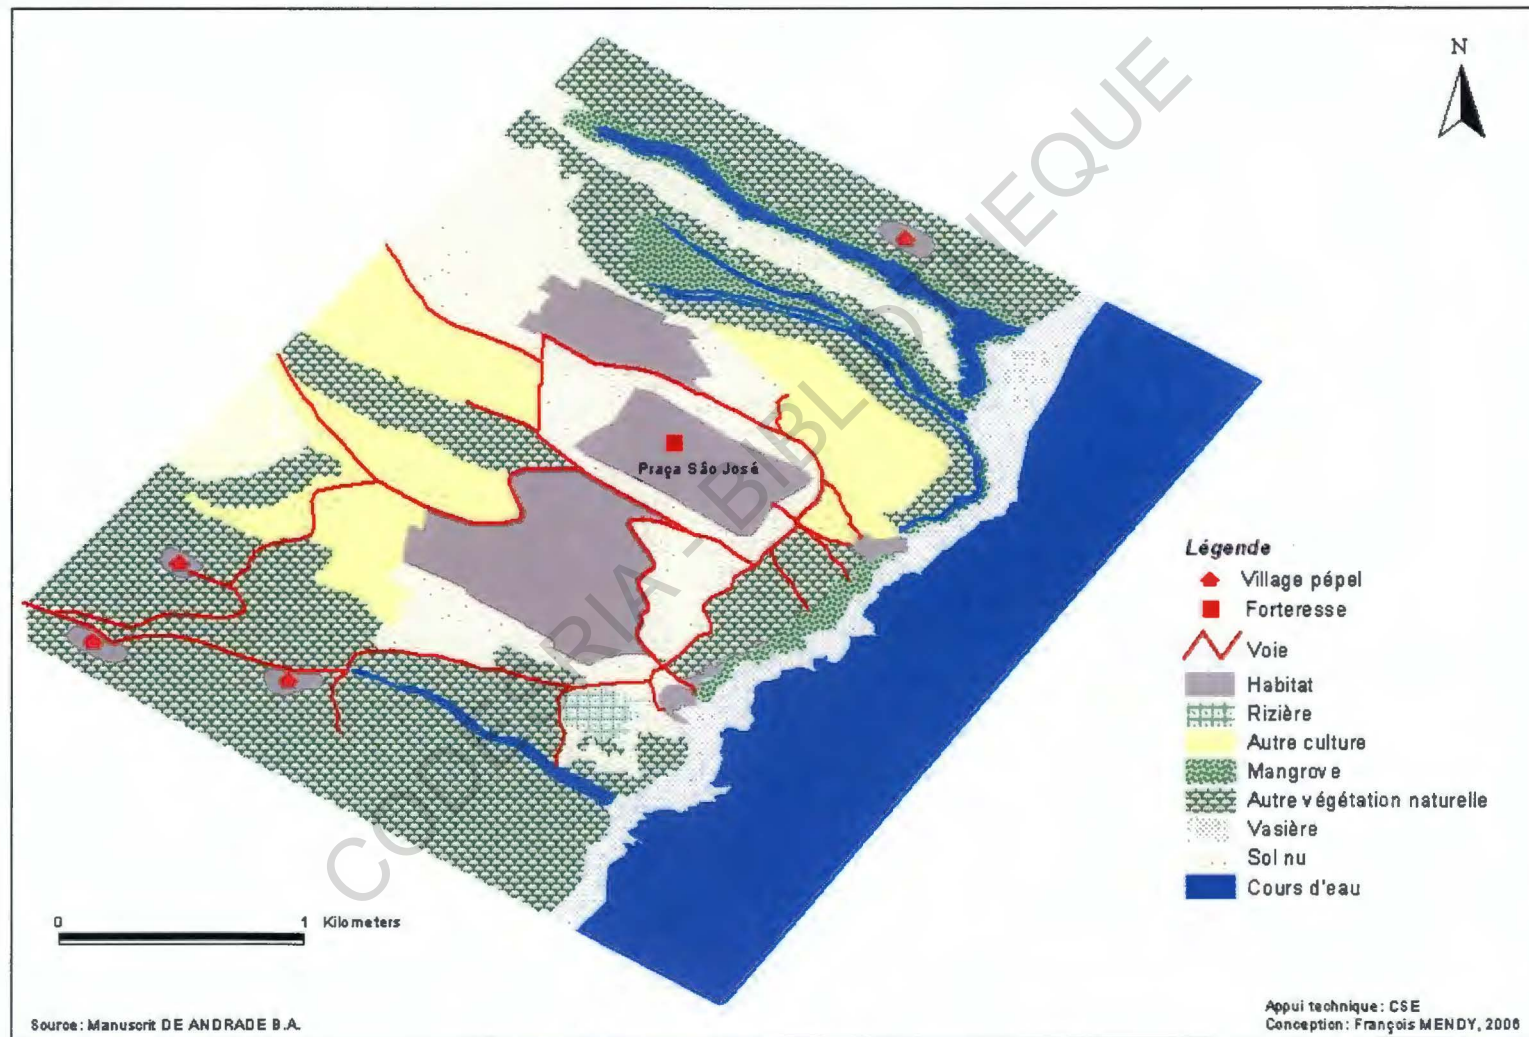 N
Praça São José
Légende
Village pépel
Forteresse
Voie
Habitat
Rizière
Autre culture
Mangrove
Autre végétation naturelle
Vasière
Sol nu
Cours d'eau
0 1 Kilometers
Source: Manuscrit DE ANDRADE B.A.
Appui technique: CSE
Conception: François MENDY, 2006